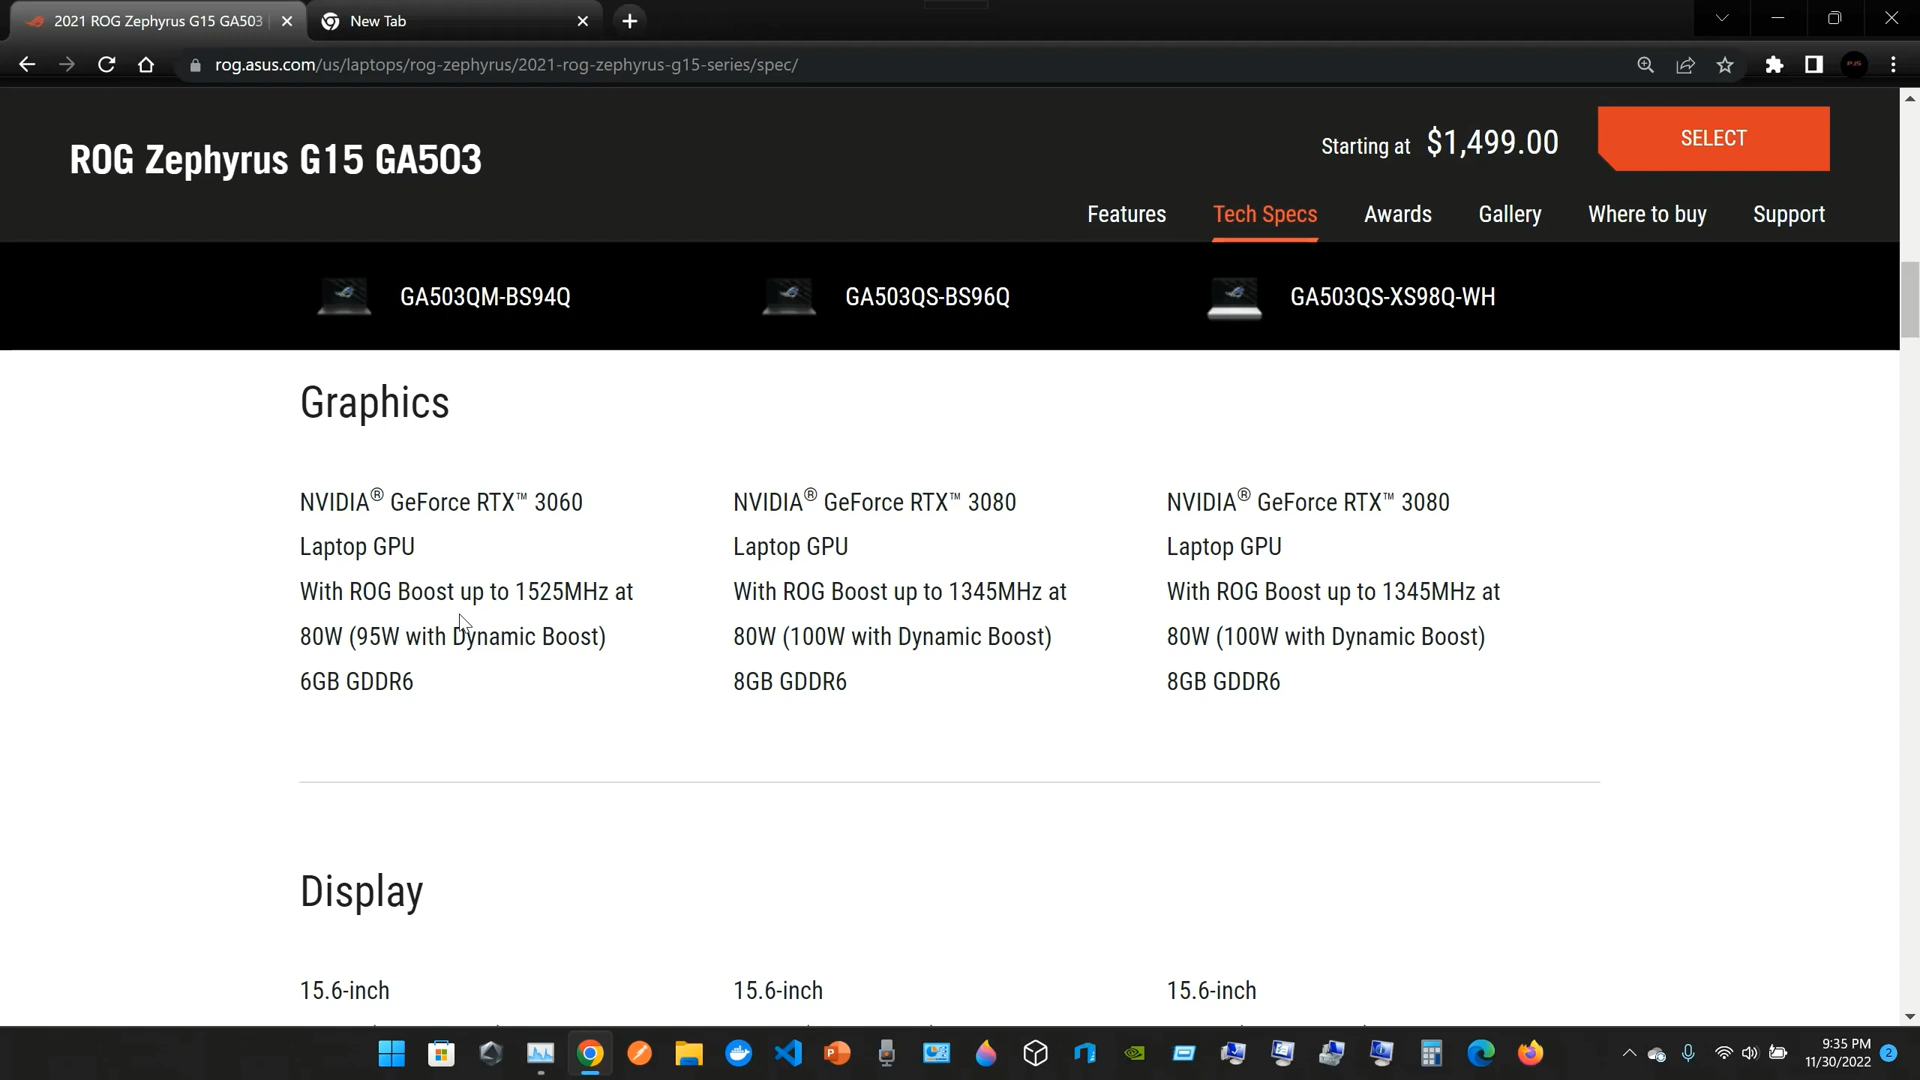 2021 ROG Zephyrus G15 GA503
New Tab
rog.asus.com/us/laptops/rog-zephyrus/2021-rog-zephyrus-g15-series/spec/
ROG Zephyrus G15 GA503
Starting at $1,499.00
SELECT
Features Tech Specs Awards Gallery Where to buy Support
GA503QM-BS94Q GA503QS-BS96Q GA503QS-XS98Q-WH
Graphics
NVIDIA® GeForce RTX™ 3060 NVIDIA® GeForce RTX™ 3080 NVIDIA® GeForce RTX™ 3080
Laptop GPU Laptop GPU Laptop GPU
With ROG Boost up to 1525MHz at With ROG Boost up to 1345MHz at With ROG Boost up to 1345MHz at
80W (95W with Dynamic Boost) 80W (100W with Dynamic Boost) 80W (100W with Dynamic Boost)
6GB GDDR6 8GB GDDR6 8GB GDDR6
Display
15.6-inch 15.6-inch 15.6-inch
9:35 PM
11/30/2022
2